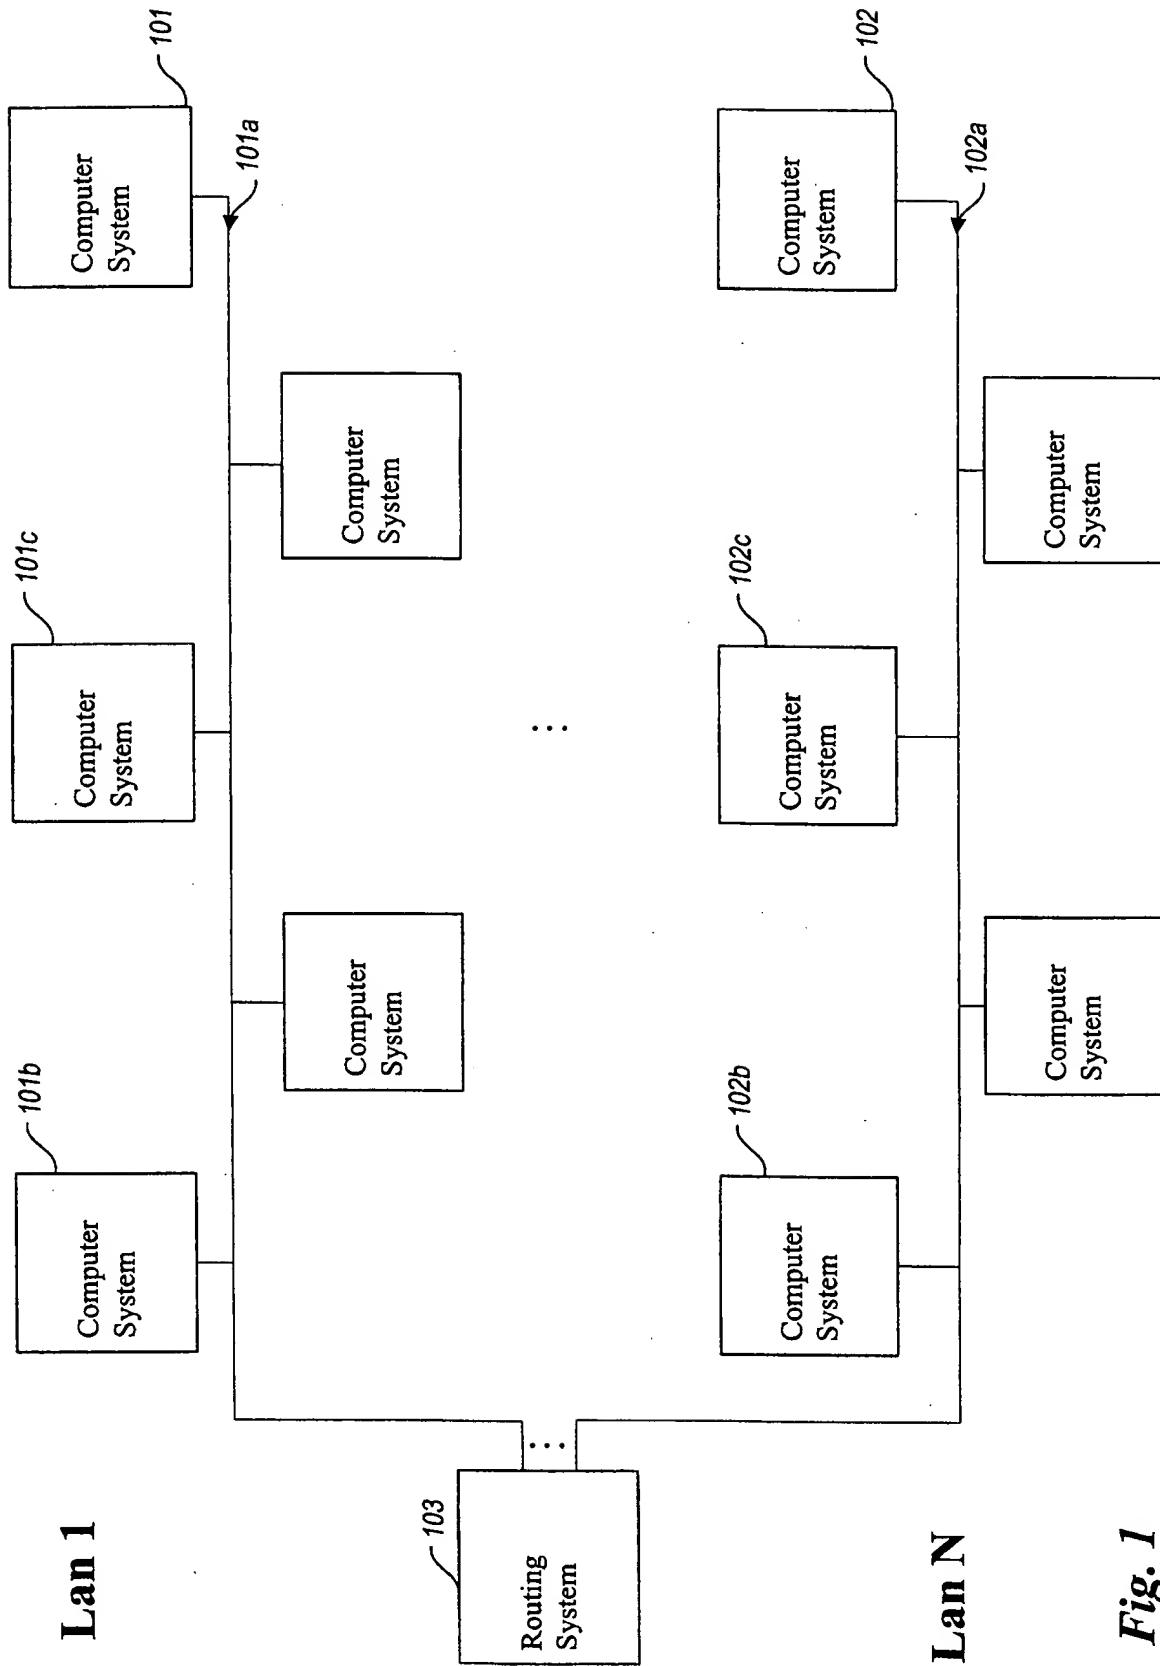 Lan 1
101b
Computer
System
101c
Computer
System
101
Computer
System
101a
Computer
System
Computer
System
103
Routing
System
...
...
102b
Computer
System
102c
Computer
System
102
Computer
System
102a
Lan N
Computer
System
Computer
System
Fig. 1